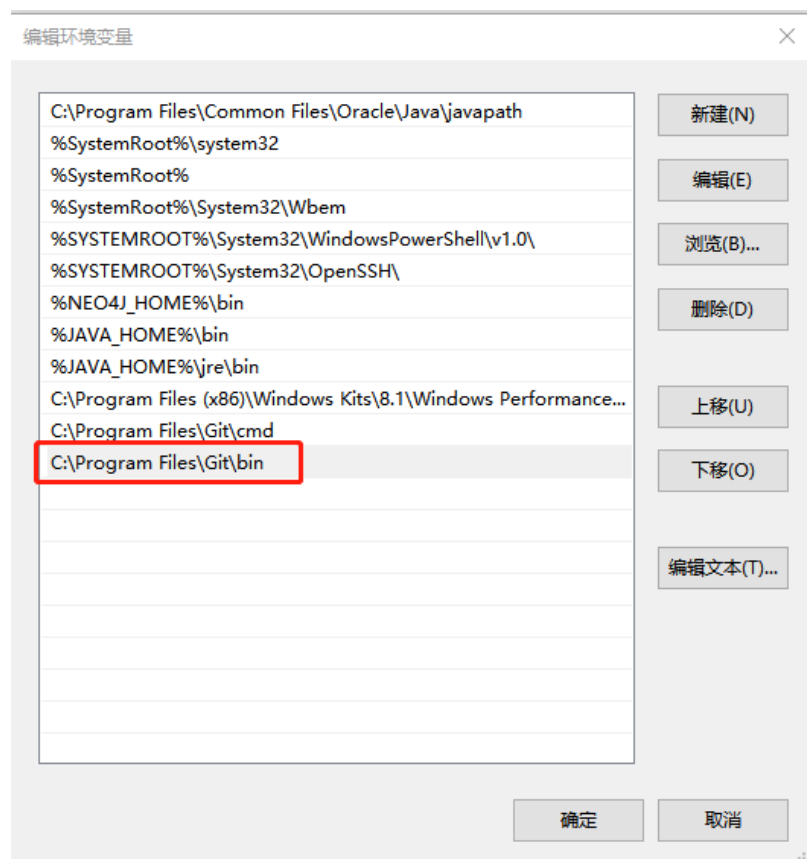 编辑环境变量
C:\Program Files\Common Files\Oracle\Java\javapath
%SystemRoot%\system32
%SystemRoot%
%SystemRoot%\System32\Wbem
%SYSTEMROOT%\System32\WindowsPowerShell\v1.0\
%SYSTEMROOT%\System32\OpenSSH\
%NEO4J_HOME%\bin
%JAVA_HOME%\bin
%JAVA_HOME%\jre\bin
C:\Program Files (x86)\Windows Kits\8.1\Windows Performance...
C:\Program Files\Git\cmd
C:\Program Files\Git\bin
新建(N)
编辑(E)
浏览(B)...
删除(D)
上移(U)
下移(O)
编辑文本(T)...
确定
取消